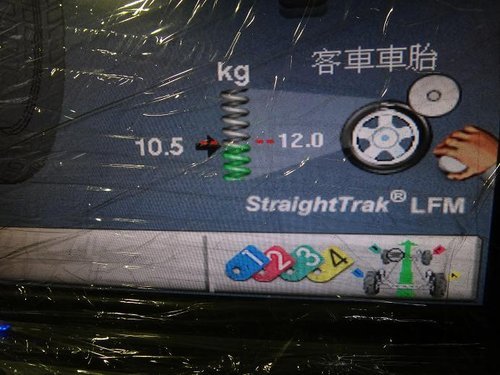 客車車胎
kg
10.5 -- 12.0
StraightTrak® LFM
1 2 3 4